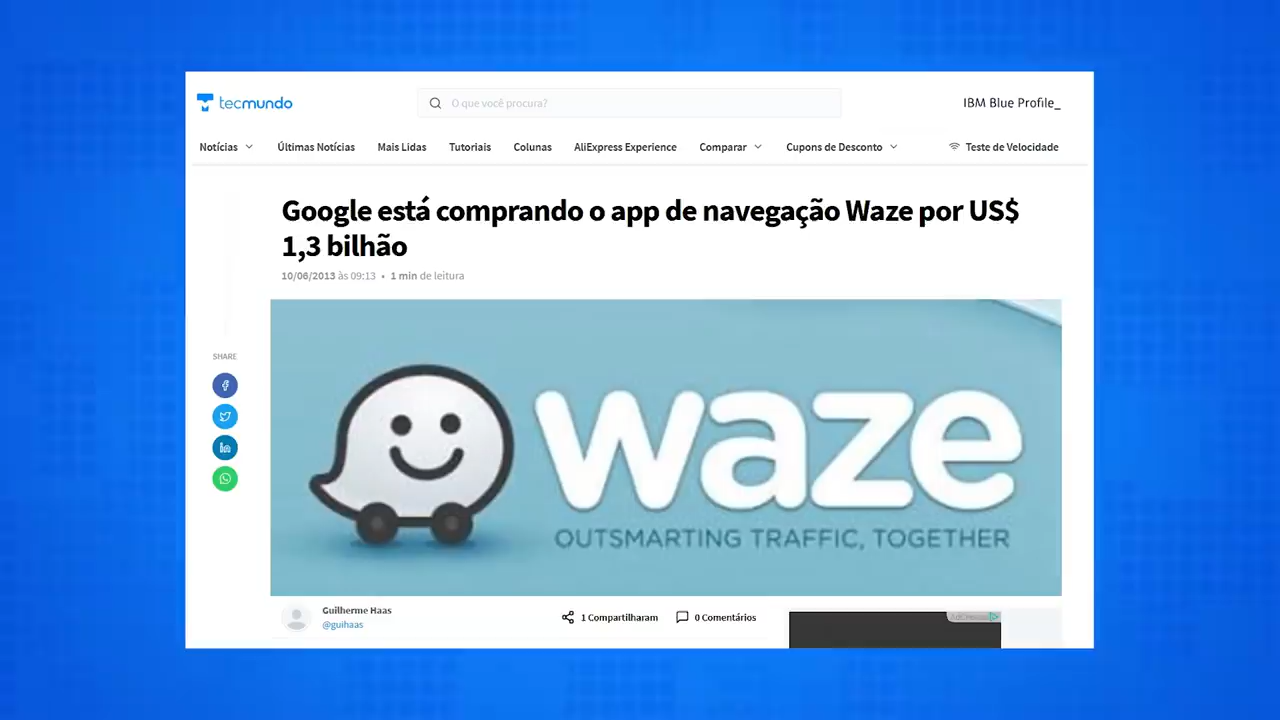 tecmundo
O que você procura?
IBM Blue Profile_
Notícias Últimas Notícias Mais Lidas Tutoriais Colunas AliExpress Experience Comparar Cupons de Desconto Teste de Velocidade
Google está comprando o app de navegação Waze por US$
1,3 bilhão
10/06/2013 às 09:13 • 1 min de leitura
SHARE
waze
OUTSMARTING TRAFFIC, TOGETHER
Guilherme Haas
@guihaas
1 Compartilharam
0 Comentários